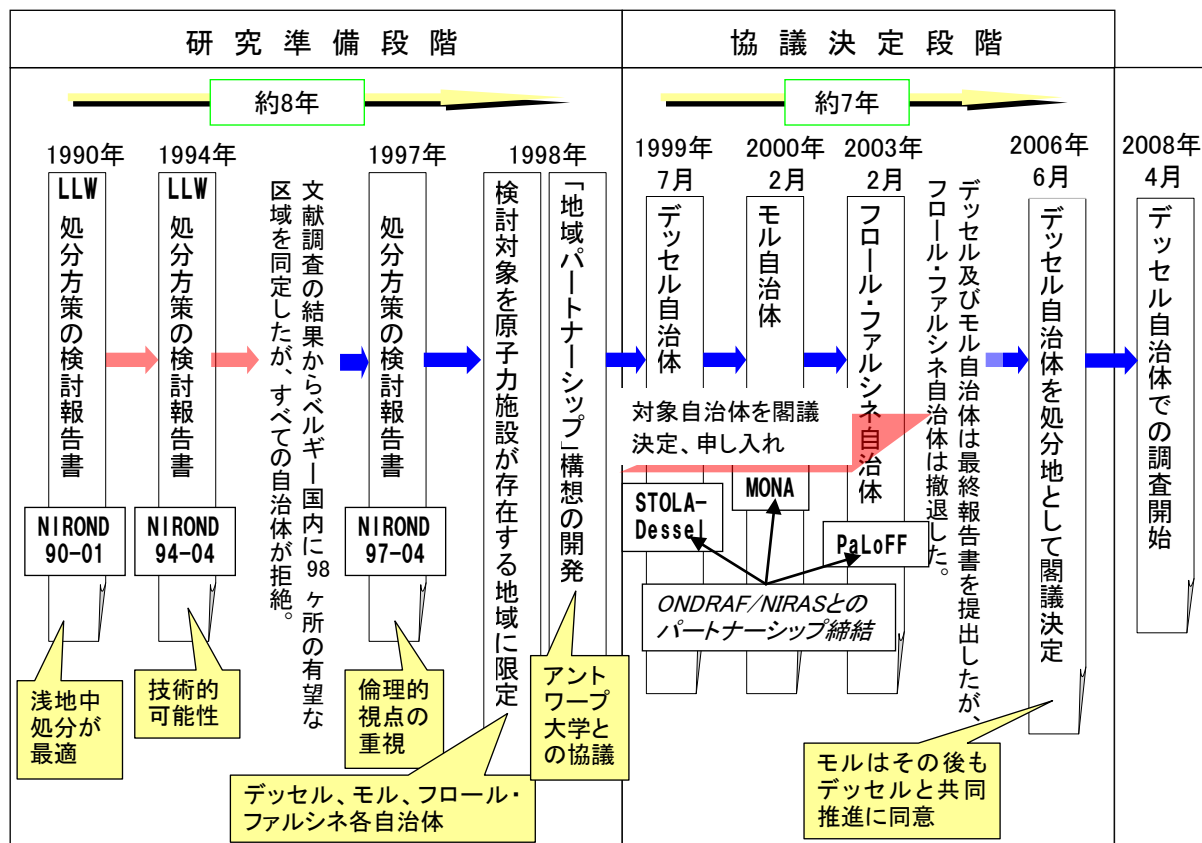 研究準備段階
協議決定段階
約8年
約7年
1990年
LLW
処分方策の検討報告書
NIROND
90-01
浅地中
処分が
最適
1994年
LLW
処分方策の検討報告書
NIROND
94-04
技術的
可能性
文献調査の結果からベルギー国内に98ヶ所の有望な
区域を同定したが、すべての自治体が拒絶。
1997年
処分方策の検討報告書
NIROND
97-04
倫理的
視点の
重視
1998年
検討対象を原子力施設が存在する地域に限定
デッセル、モル、フロール・
ファルシネ各自治体
「地域パートナーシップ」構想の開発
アント
ワープ
大学と
の協議
1999年
7月
デッセル自治体
2000年
2月
モル自治体
2003年
2月
フロール・ファルシネ自治体
対象自治体を閣議
決定、申し入れ
STOLA-
Dessel
MONA
PaLoFF
ONDRAF/NIRASとの
パートナーシップ締結
デッセル及びモル自治体は最終報告書を提出したが、
フロール・ファルシネ自治体は撤退した。
2006年
6月
デッセル自治体を処分地として閣議決定
モルはその後も
デッセルと共同
推進に同意
2008年
4月
デッセル自治体での調査開始